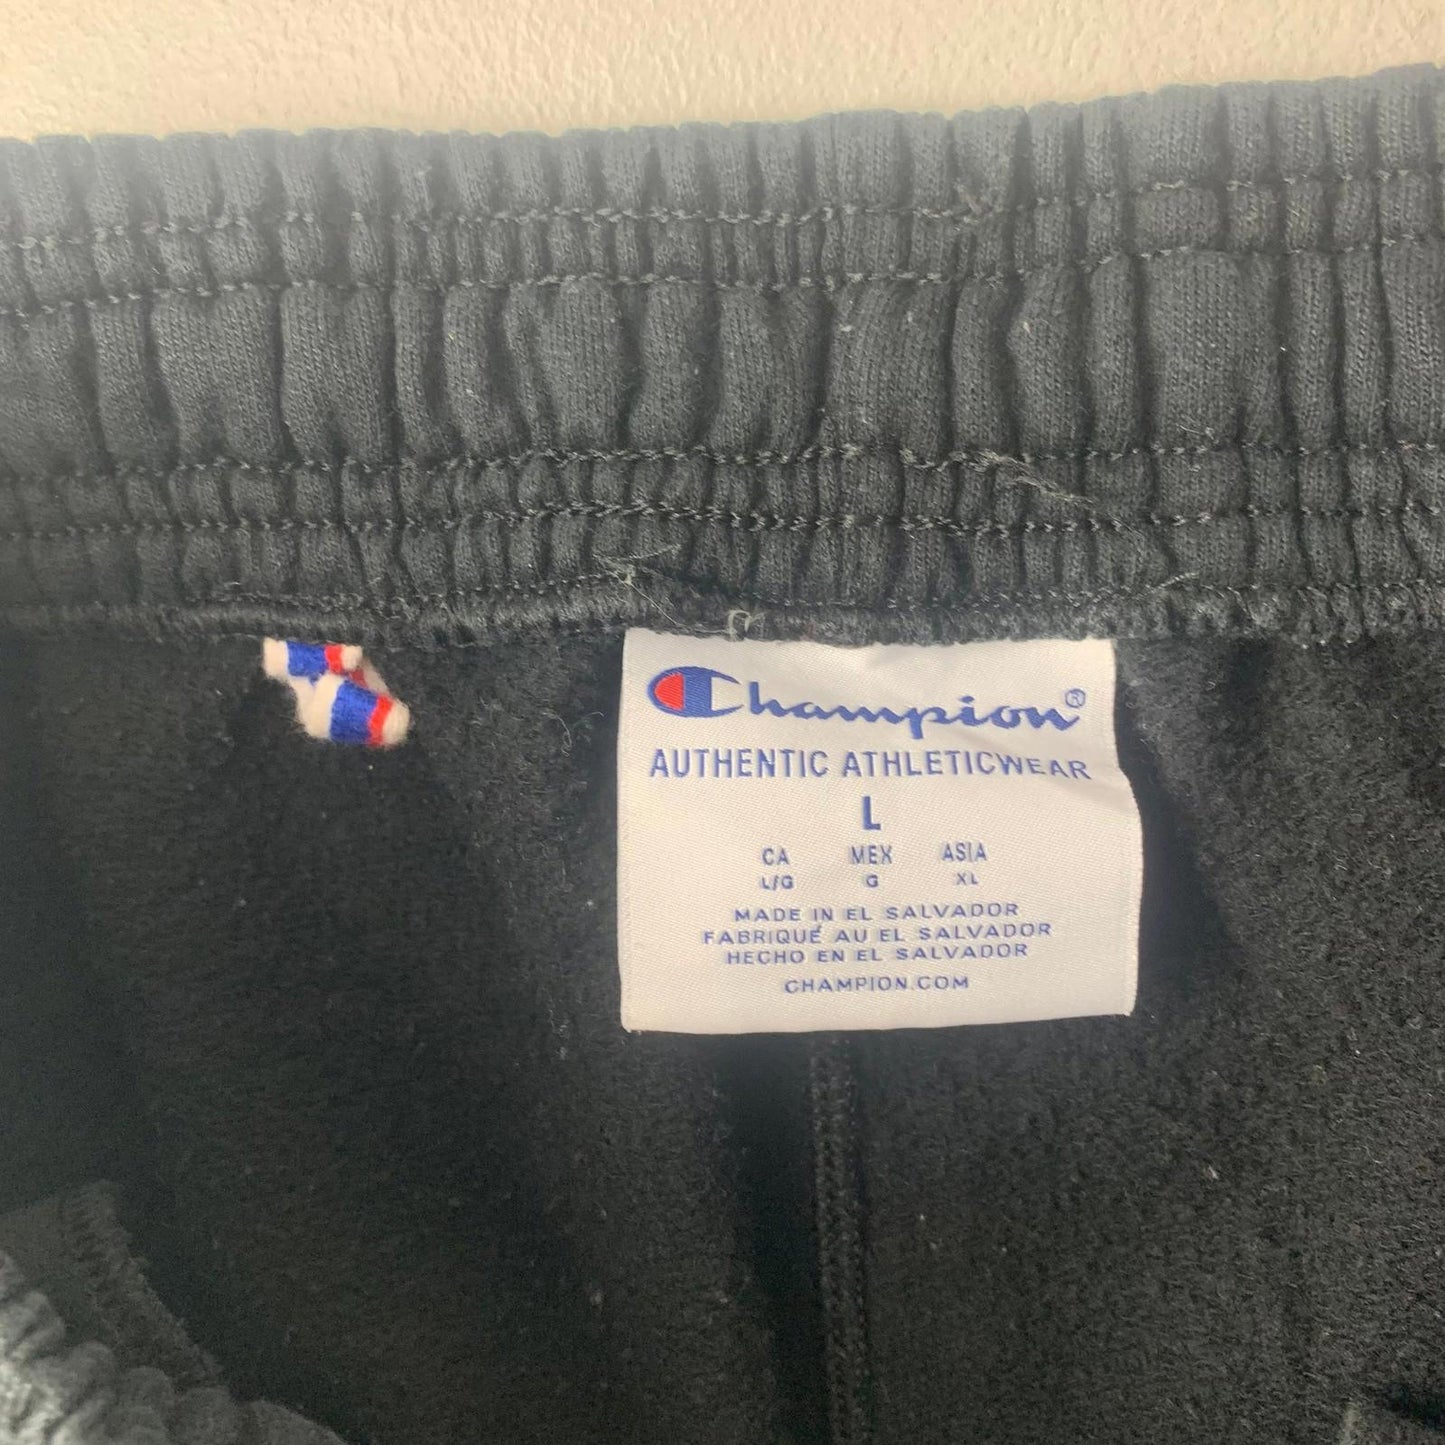 Champion®
AUTHENTIC ATHLETICWEAR
L
CA MEX ASIA
L/G G XL
MADE IN EL SALVADOR
FABRIQUÉ AU EL SALVADOR
HECHO EN EL SALVADOR
CHAMPION.COM